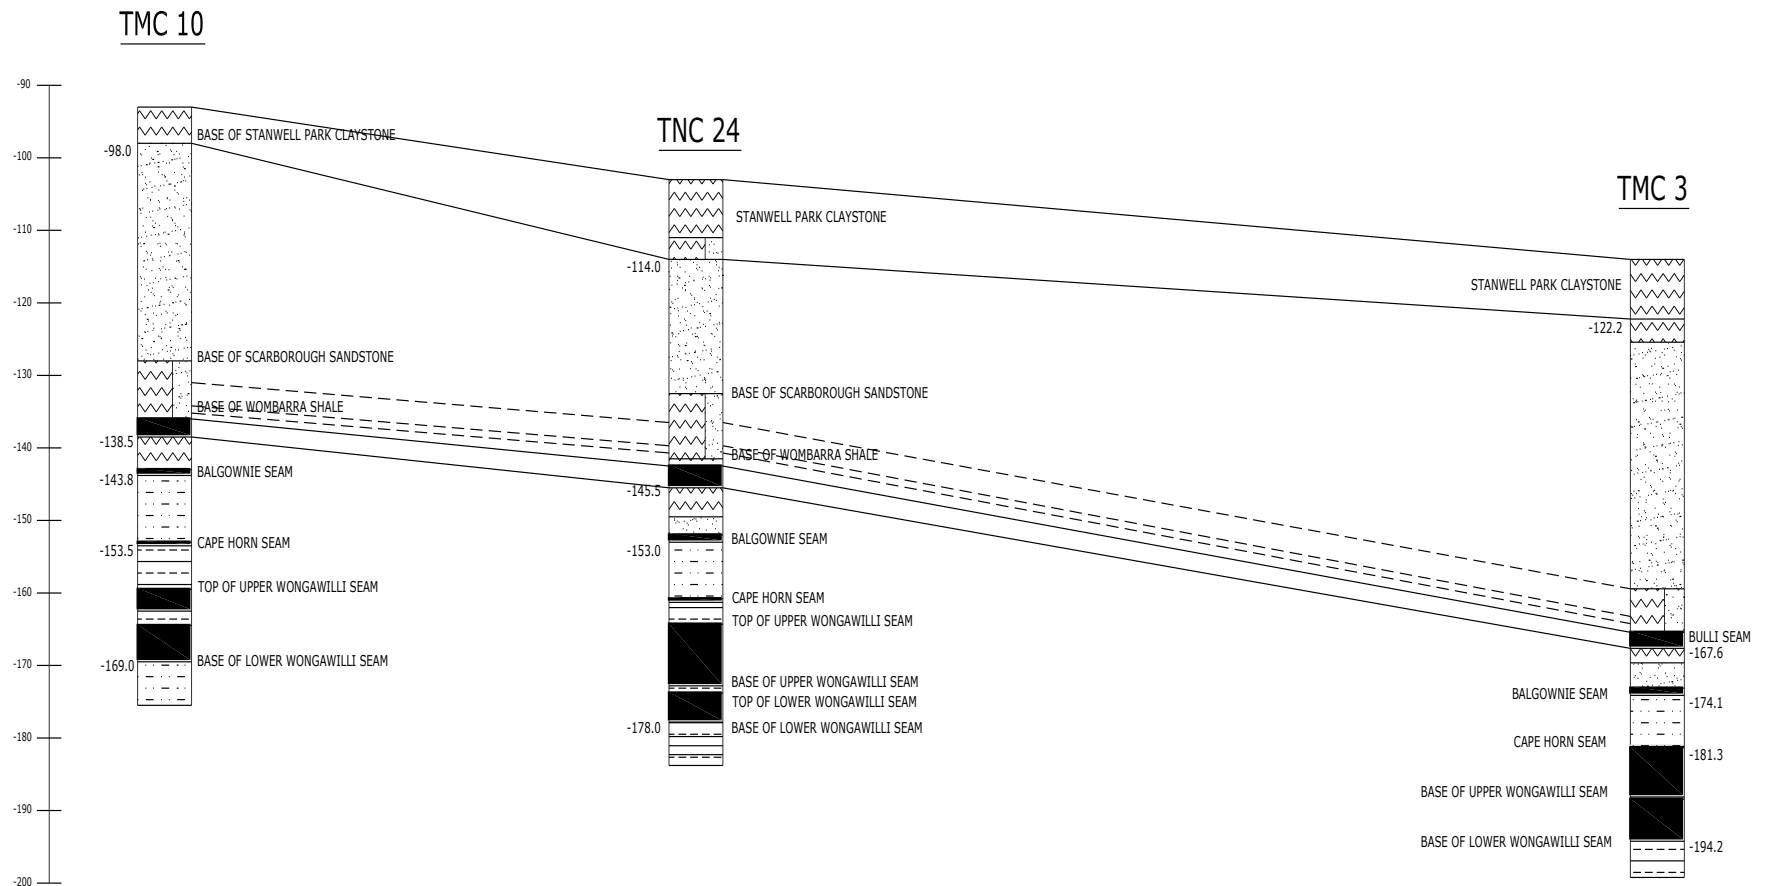 TMC 10
TNC 24
TMC 3
-90
-100
-110
-120
-130
-140
-150
-160
-170
-180
-190
-200
BASE OF STANWELL PARK CLAYSTONE
-98.0
BASE OF SCARBOROUGH SANDSTONE
BASE OF WOMBARRA SHALE
-138.5
BALGOWNIE SEAM
-143.8
CAPE HORN SEAM
-153.5
TOP OF UPPER WONGAWILLI SEAM
BASE OF LOWER WONGAWILLI SEAM
-169.0
STANWELL PARK CLAYSTONE
-114.0
BASE OF SCARBOROUGH SANDSTONE
BASE OF WOMBARRA SHALE
-145.5
BALGOWNIE SEAM
-153.0
CAPE HORN SEAM
TOP OF UPPER WONGAWILLI SEAM
BASE OF UPPER WONGAWILLI SEAM
TOP OF LOWER WONGAWILLI SEAM
-178.0
BASE OF LOWER WONGAWILLI SEAM
STANWELL PARK CLAYSTONE
-122.2
BULLI SEAM
-167.6
BALGOWNIE SEAM
-174.1
CAPE HORN SEAM
-181.3
BASE OF UPPER WONGAWILLI SEAM
BASE OF LOWER WONGAWILLI SEAM
-194.2